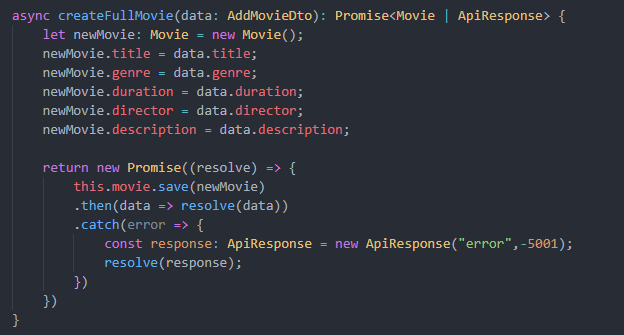 async createFullMovie(data: AddMovieDto): Promise<Movie | ApiResponse> {
    let newMovie: Movie = new Movie();
    newMovie.title = data.title;
    newMovie.genre = data.genre;
    newMovie.duration = data.duration;
    newMovie.director = data.director;
    newMovie.description = data.description;

    return new Promise((resolve) => {
        this.movie.save(newMovie)
        .then(data => resolve(data))
        .catch(error => {
            const response: ApiResponse = new ApiResponse("error",-5001);
            resolve(response);
        })
    })
}